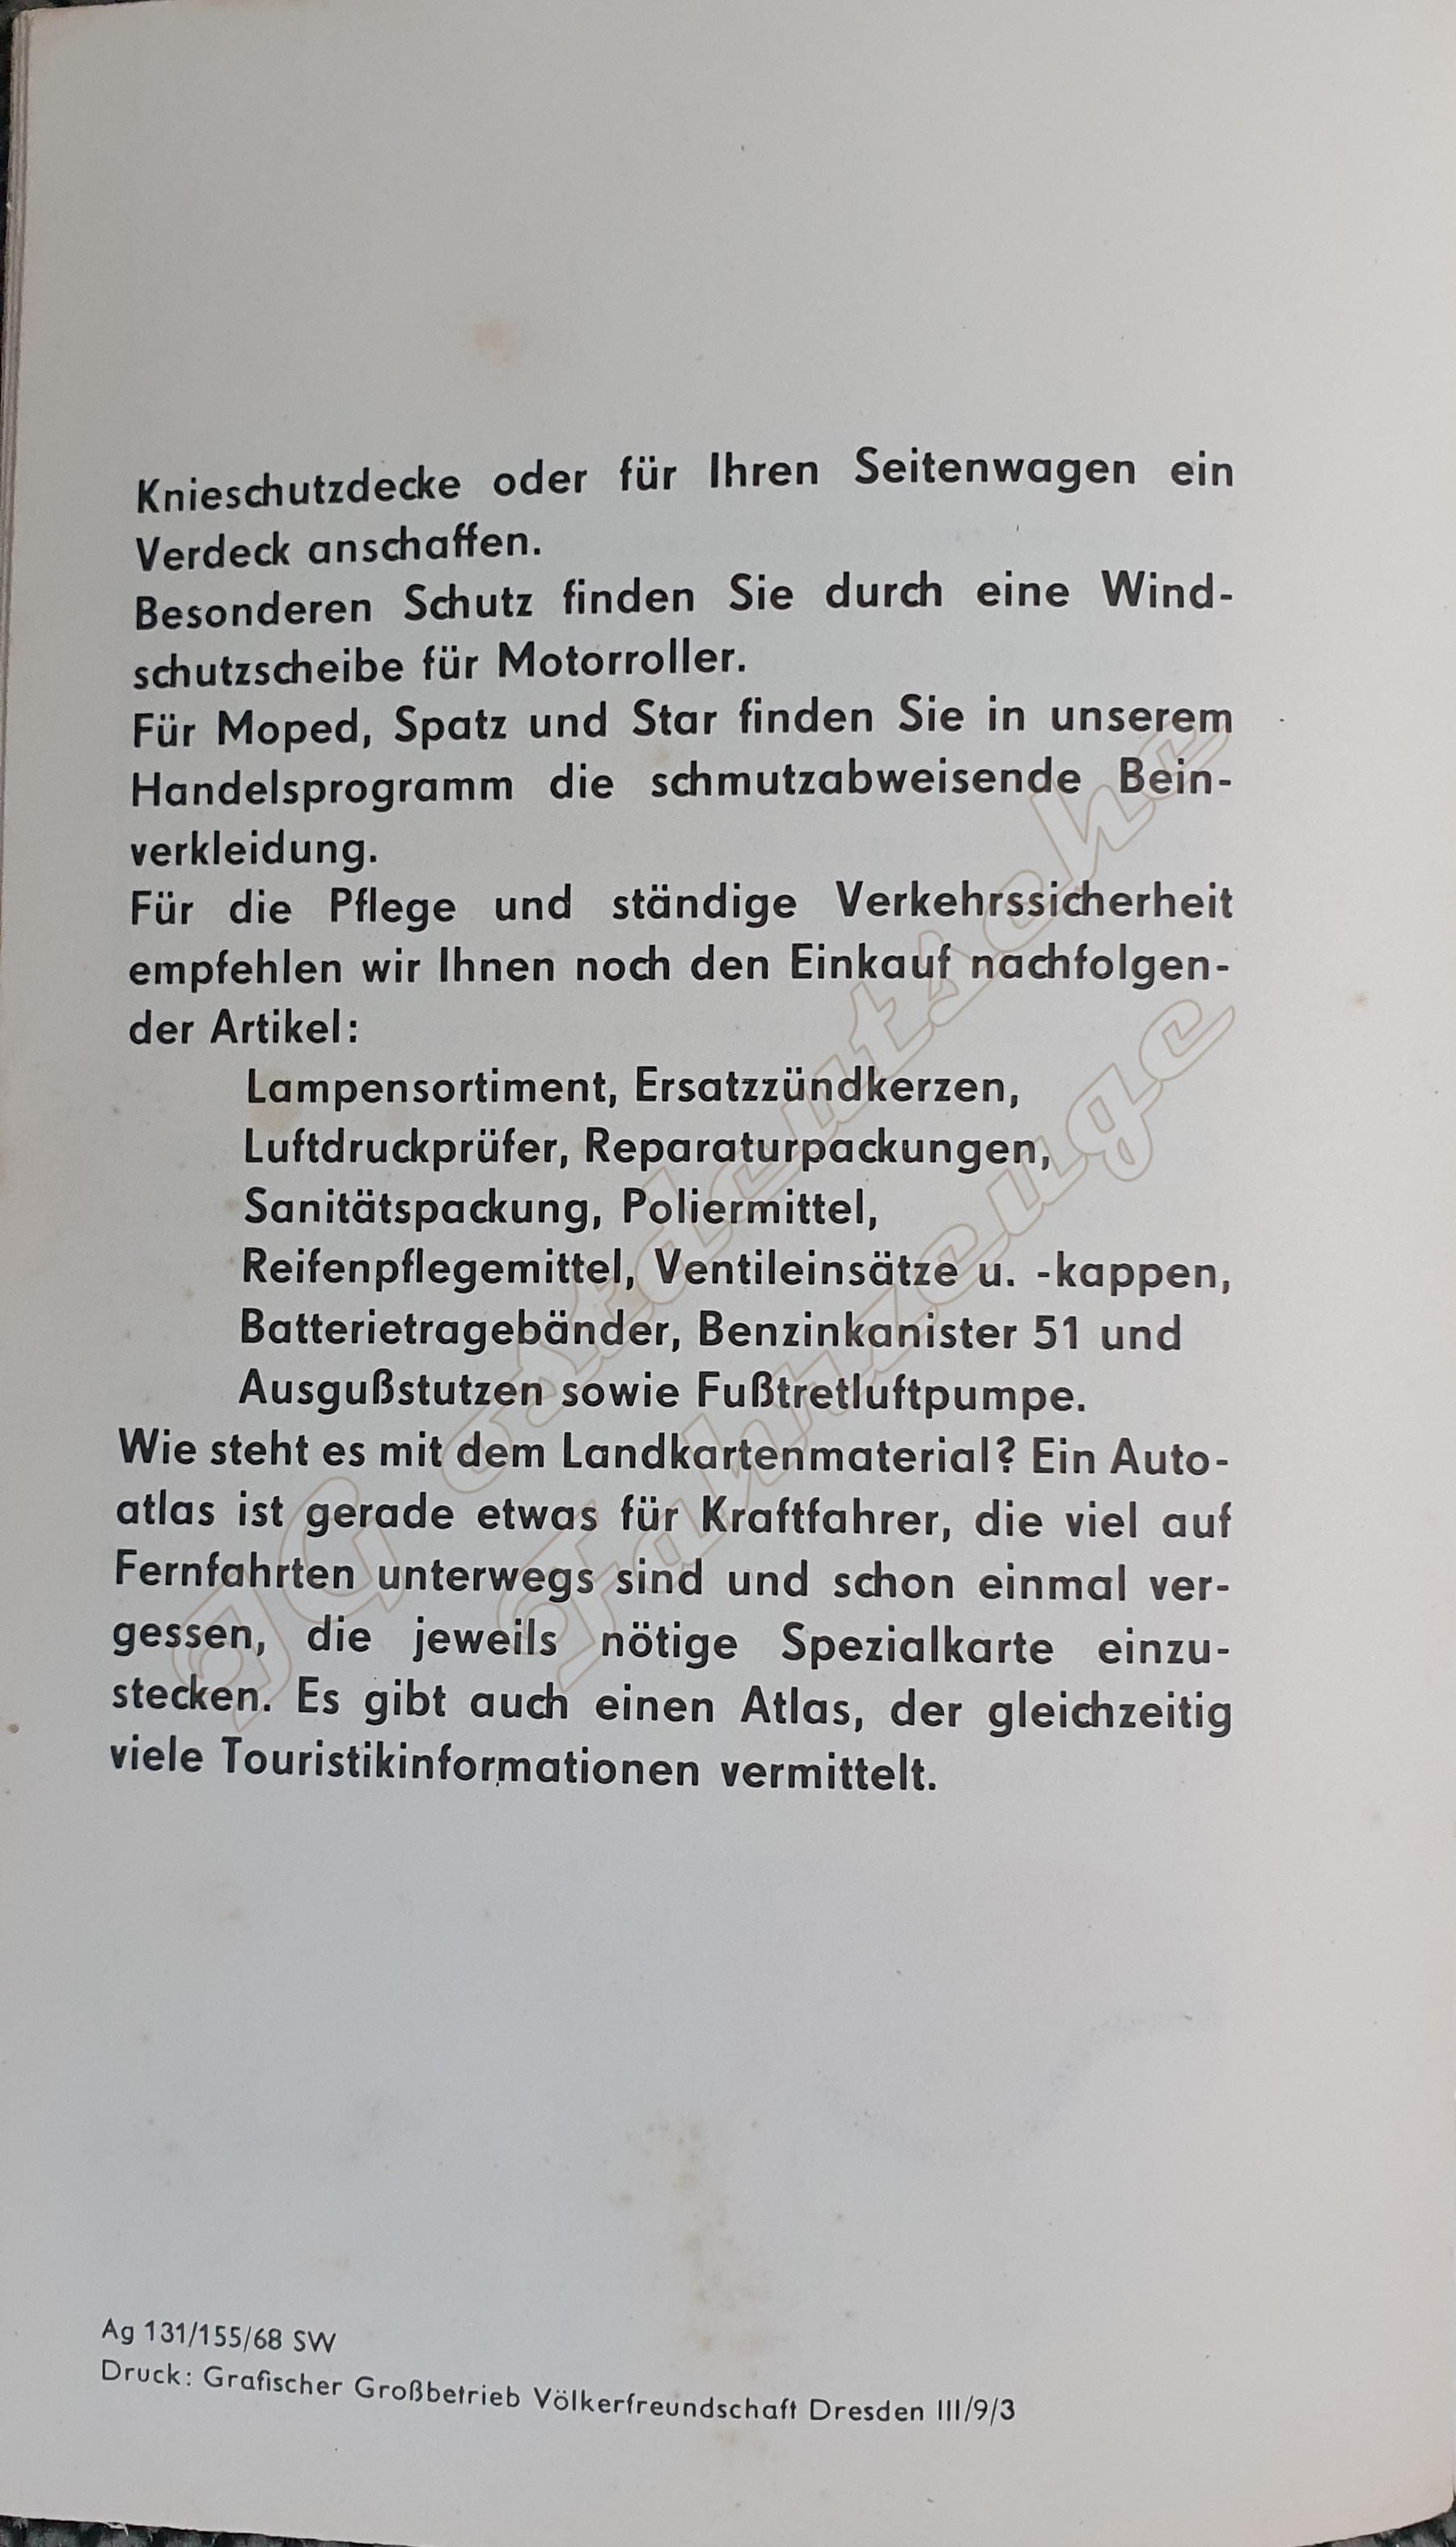 Knieschutzdecke oder für Ihren Seitenwagen ein
Verdeck anschaffen.
Besonderen Schutz finden Sie durch eine Wind-
schutzscheibe für Motorroller.
Für Moped, Spatz und Star finden Sie in unserem
Handelsprogramm die schmutzabweisende Bein-
verkleidung.
Für die Pflege und ständige Verkehrssicherheit
empfehlen wir Ihnen noch den Einkauf nachfolgen-
der Artikel:
Lampensortiment, Ersatzzündkerzen,
Luftdruckprüfer, Reparaturpackungen,
Sanitätspackung, Poliermittel,
Reifenpflegemittel, Ventileinsätze u. -kappen,
Batterietragebänder, Benzinkanister 51 und
Ausgußstutzen sowie Fußtretluftpumpe.
Wie steht es mit dem Landkartenmaterial? Ein Auto-
atlas ist gerade etwas für Kraftfahrer, die viel auf
Fernfahrten unterwegs sind und schon einmal ver-
gessen, die jeweils nötige Spezialkarte einzu-
stecken. Es gibt auch einen Atlas, der gleichzeitig
viele Touristikinformationen vermittelt.
Ag 131/155/68 SW
Druck: Grafischer Großbetrieb Völkerfreundschaft Dresden III/9/3
IG ostdeutsche
Fahrzeuge